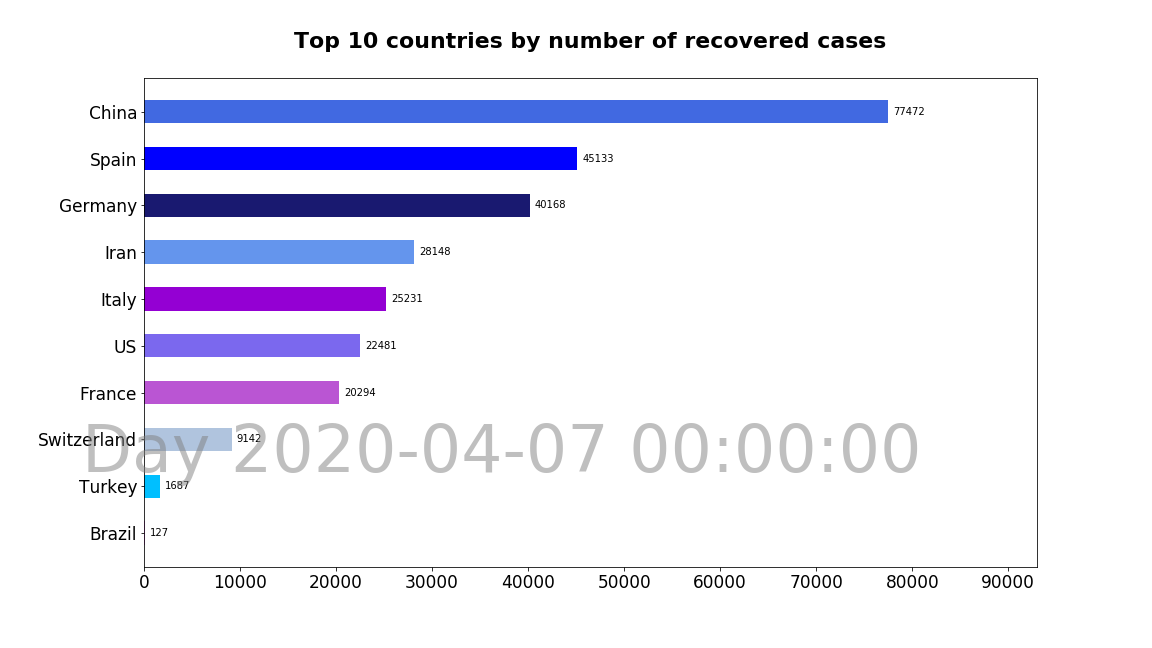 Top 10 countries by number of recovered cases
China 77472
Spain 45133
Germany 40168
Iran 28148
Italy 25231
US 22481
France 20294
Switzerland 9142
Day 2020-04-07 00:00:00
Turkey 1687
Brazil 127
0 10000 20000 30000 40000 50000 60000 70000 80000 90000